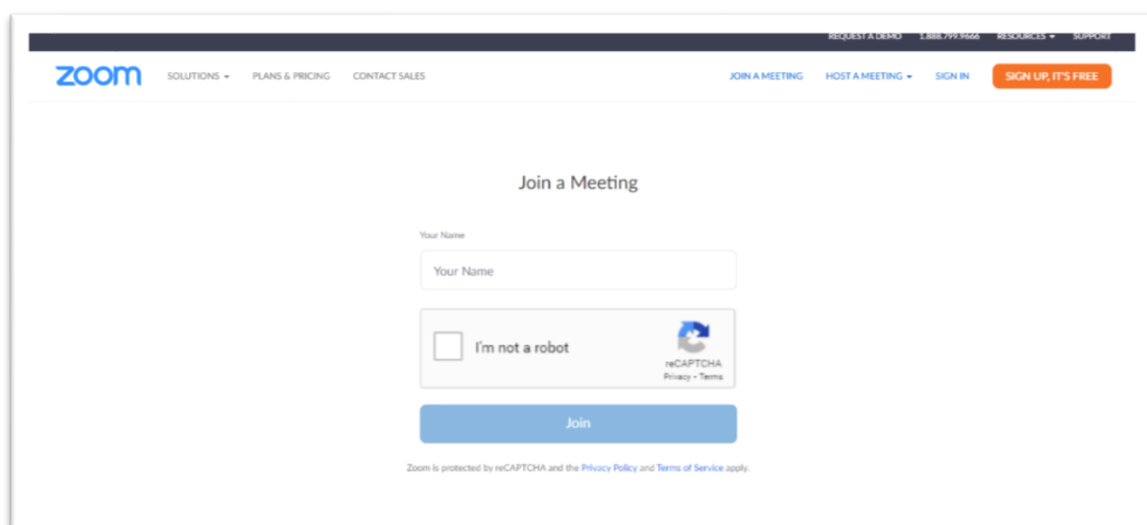 REQUEST A DEMO 1.888.799.9666 RESOURCES SUPPORT
zoom SOLUTIONS PLANS & PRICING CONTACT SALES JOIN A MEETING HOST A MEETING SIGN IN SIGN UP, IT'S FREE
Join a Meeting
Your Name
Your Name
I'm not a robot
reCAPTCHA
Privacy - Terms
Join
Zoom is protected by reCAPTCHA and the Privacy Policy and Terms of Service apply.